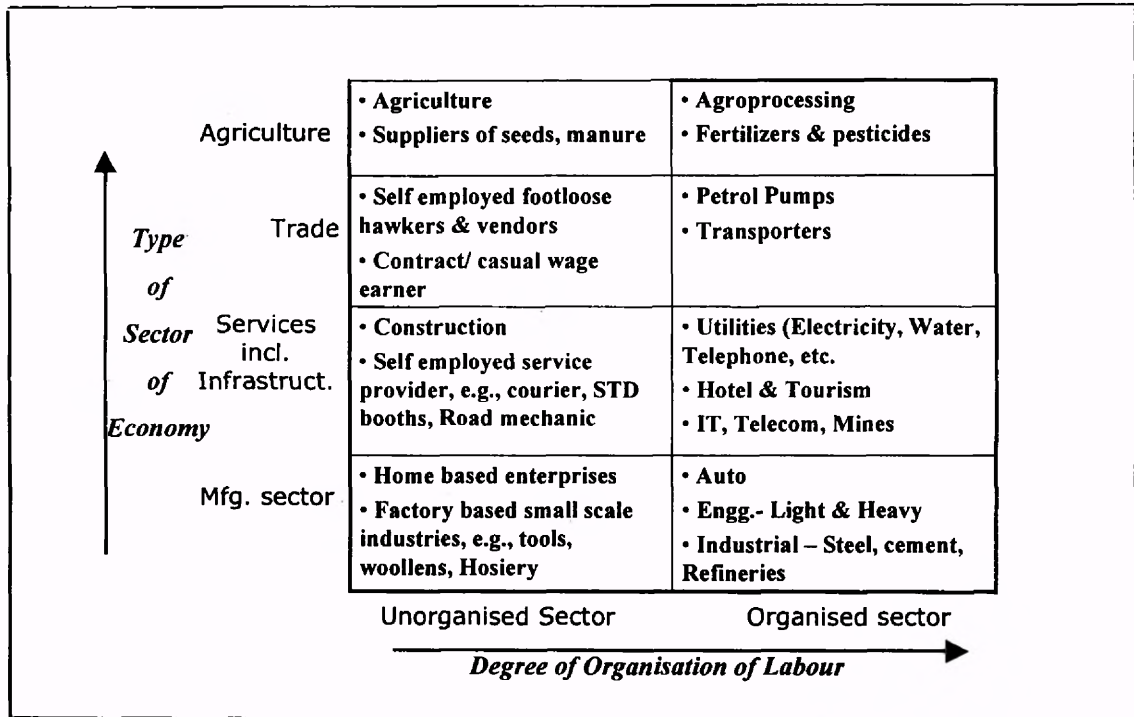 Agriculture
• Agriculture
• Suppliers of seeds, manure
• Agroprocessing
• Fertilizers & pesticides
Trade
• Self employed footloose
hawkers & vendors
• Contract/ casual wage
earner
• Petrol Pumps
• Transporters
Services
incl.
Infrastruct.
• Construction
• Self employed service
provider, e.g., courier, STD
booths, Road mechanic
• Utilities (Electricity, Water,
Telephone, etc.
• Hotel & Tourism
• IT, Telecom, Mines
Mfg. sector
• Home based enterprises
• Factory based small scale
industries, e.g., tools,
woollens, Hosiery
• Auto
• Engg.- Light & Heavy
• Industrial – Steel, cement,
Refineries
Type
of
Sector
of
Economy
Unorganised Sector
Organised sector
Degree of Organisation of Labour